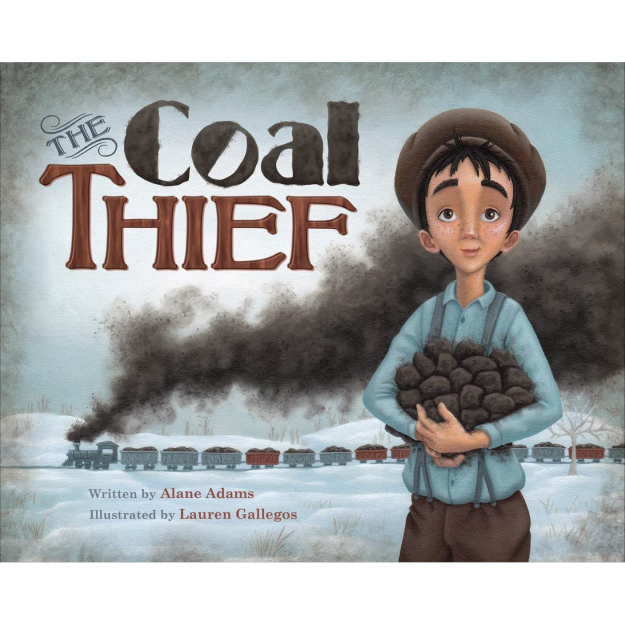 THE Coal
THIEF
Written by Alane Adams
Illustrated by Lauren Gallegos